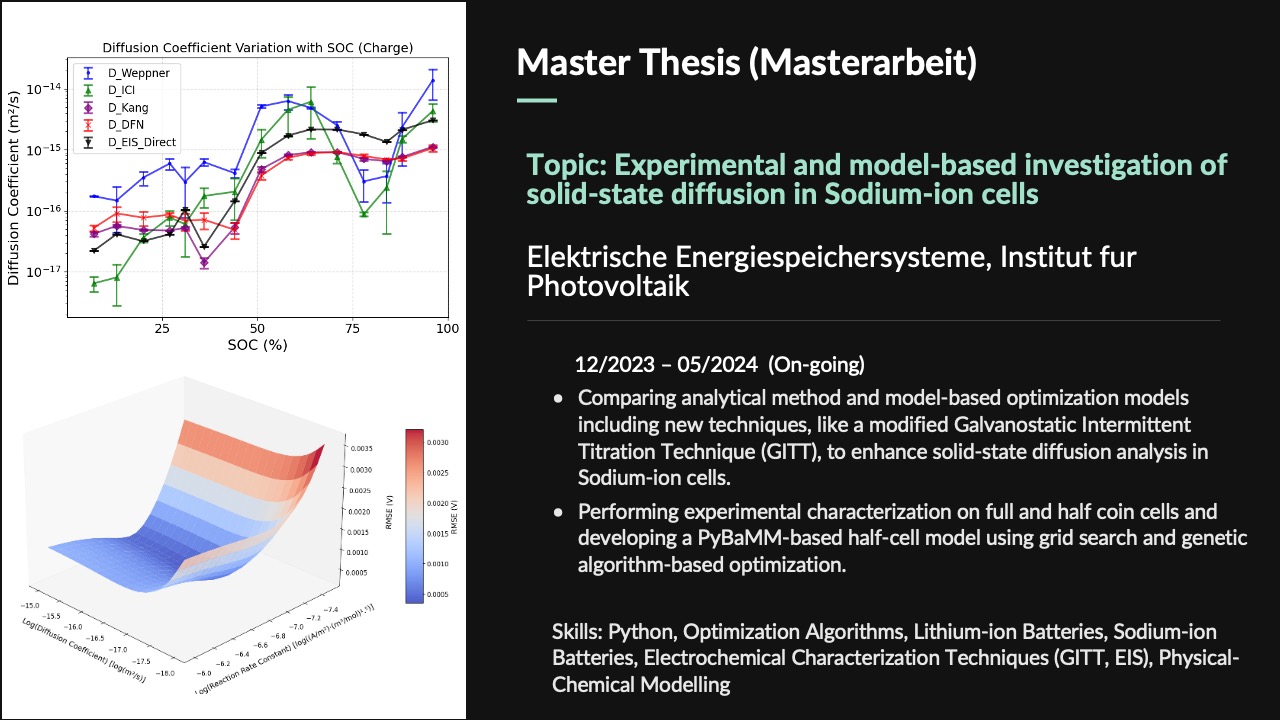 Diffusion Coefficient Variation with SOC (Charge)
D_Weppner
D_ICI
D_Kang
D_DFN
D_EIS_Direct
Diffusion Coefficient (m²/s)
10⁻¹⁴
10⁻¹⁵
10⁻¹⁶
10⁻¹⁷
25 50 75 100
SOC (%)
0.0035
0.0030
0.0025
0.0020
0.0015
0.0010
0.0005
RMSE (V)
0.0030
0.0025
0.0020
0.0015
0.0010
0.0005
RMSE (V)
−15.0
−15.5
−16.0
−16.5
−17.0
−17.5
−18.0
Log(Diffusion Coefficient) [log(m²/s)]
−7.4
−7.2
−7.0
−6.8
−6.6
−6.4
−6.2
−6.0
Log(Reaction Rate Constant)
Master Thesis (Masterarbeit)
Topic: Experimental and model-based investigation of
solid-state diffusion in Sodium-ion cells
Elektrische Energiespeichersysteme, Institut fur
Photovoltaik
12/2023 – 05/2024 (On-going)
• Comparing analytical method and model-based optimization models
including new techniques, like a modified Galvanostatic Intermittent
Titration Technique (GITT), to enhance solid-state diffusion analysis in
Sodium-ion cells.
• Performing experimental characterization on full and half coin cells and
developing a PyBaMM-based half-cell model using grid search and genetic
algorithm-based optimization.
Skills: Python, Optimization Algorithms, Lithium-ion Batteries, Sodium-ion
Batteries, Electrochemical Characterization Techniques (GITT, EIS), Physical-
Chemical Modelling